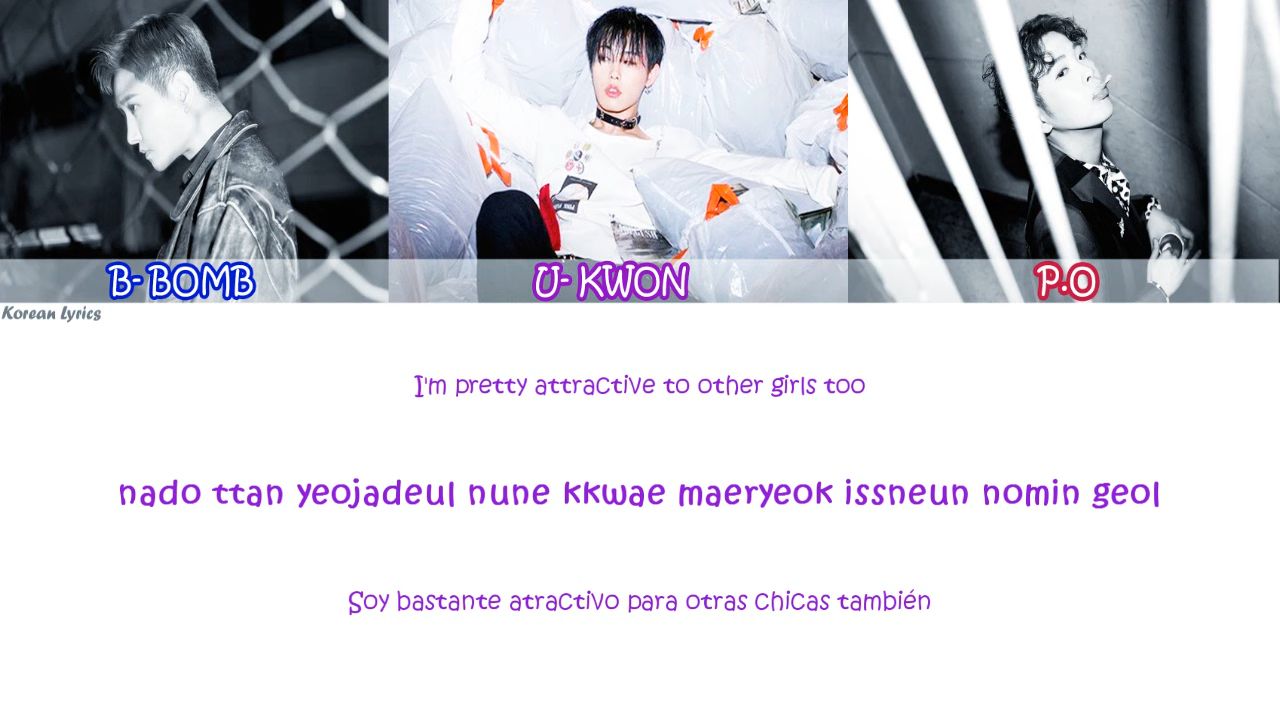 B-BOMB
U-KWON
P.O
Korean Lyrics
I'm pretty attractive to other girls too
nado ttan yeojadeul nune kkwae maeryeok issneun nomin geol
Soy bastante atractivo para otras chicas también